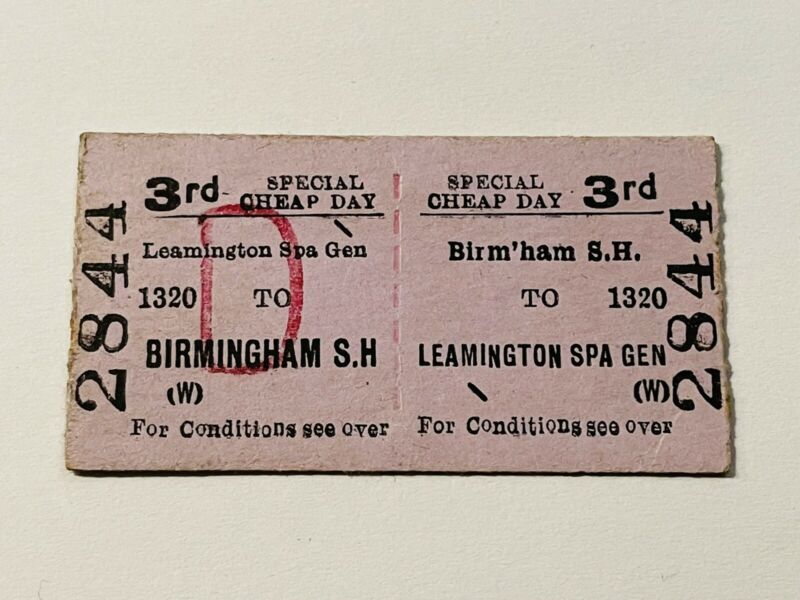 2844
3rd SPECIAL CHEAP DAY
Leamington Spa Gen
1320 TO
BIRMINGHAM S.H
(W)
For Conditions see over
D
SPECIAL CHEAP DAY 3rd
Birm'ham S.H.
TO 1320
LEAMINGTON SPA GEN
(W)
For Conditions see over
2844